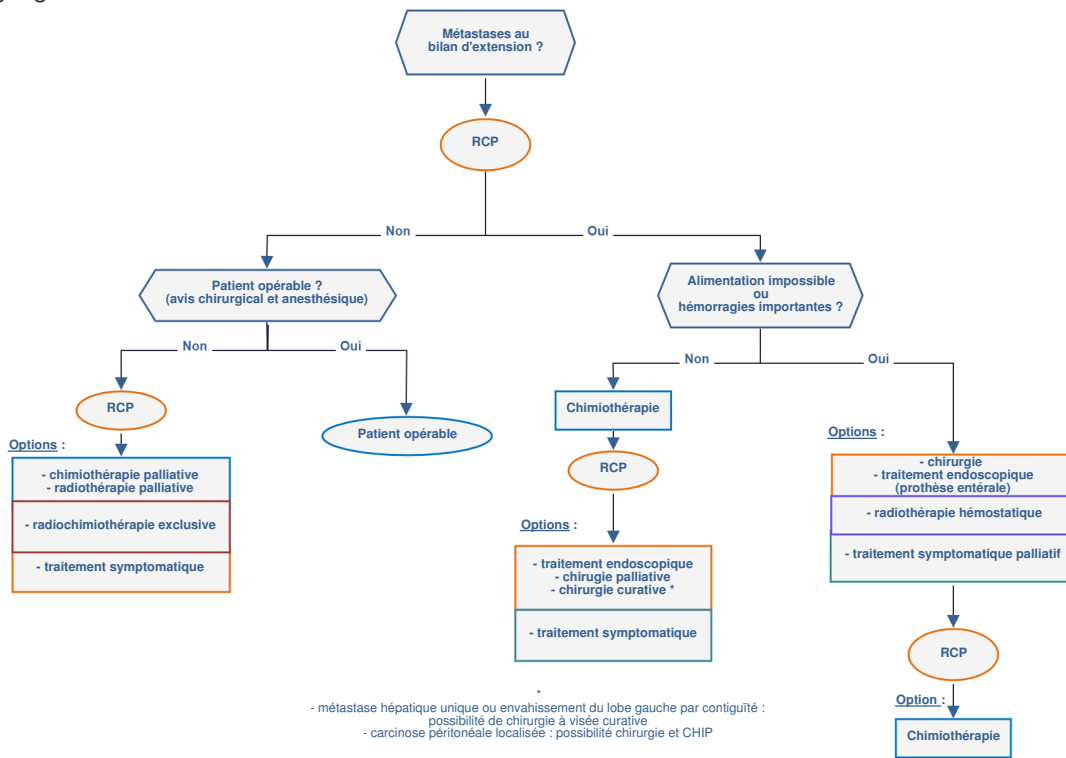 Métastases au
bilan d'extension ?
RCP
Non
Oui
Patient opérable ?
(avis chirurgical et anesthésique)
Alimentation impossible
ou
hémorragies importantes ?
Non
Oui
Non
Oui
RCP
Patient opérable
Chimiothérapie
Options :
- chimiothérapie palliative
- radiothérapie palliative
- radiochimiothérapie exclusive
- traitement symptomatique
RCP
Options :
- traitement endoscopique
- chirugie palliative
- chirurgie curative *
- traitement symptomatique
Options :
- chirurgie
- traitement endoscopique
(prothèse entérale)
- radiothérapie hémostatique
- traitement symptomatique palliatif
RCP
Option :
Chimiothérapie
*
- métastase hépatique unique ou envahissement du lobe gauche par contiguïté :
possibilité de chirurgie à visée curative
- carcinose péritonéale localisée : possibilité chirurgie et CHIP